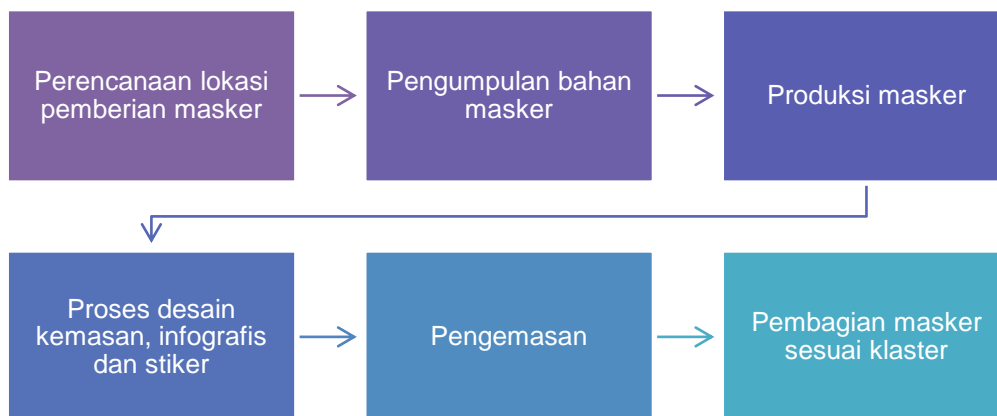 Perencanaan lokasi
pemberian masker
Pengumpulan bahan
masker
Produksi masker
Proses desain
kemasan, infografis
dan stiker
Pengemasan
Pembagian masker
sesuai klaster